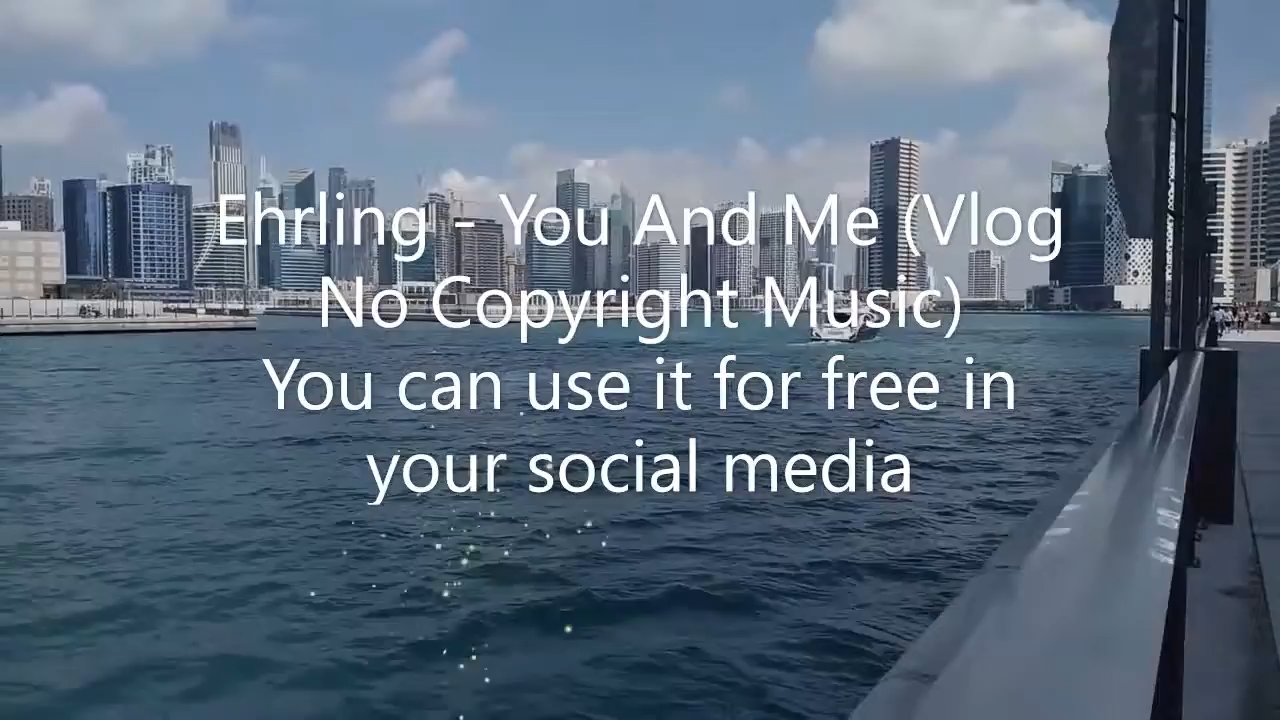 Ehrling - You And Me (Vlog
No Copyright Music)
You can use it for free in
your social media